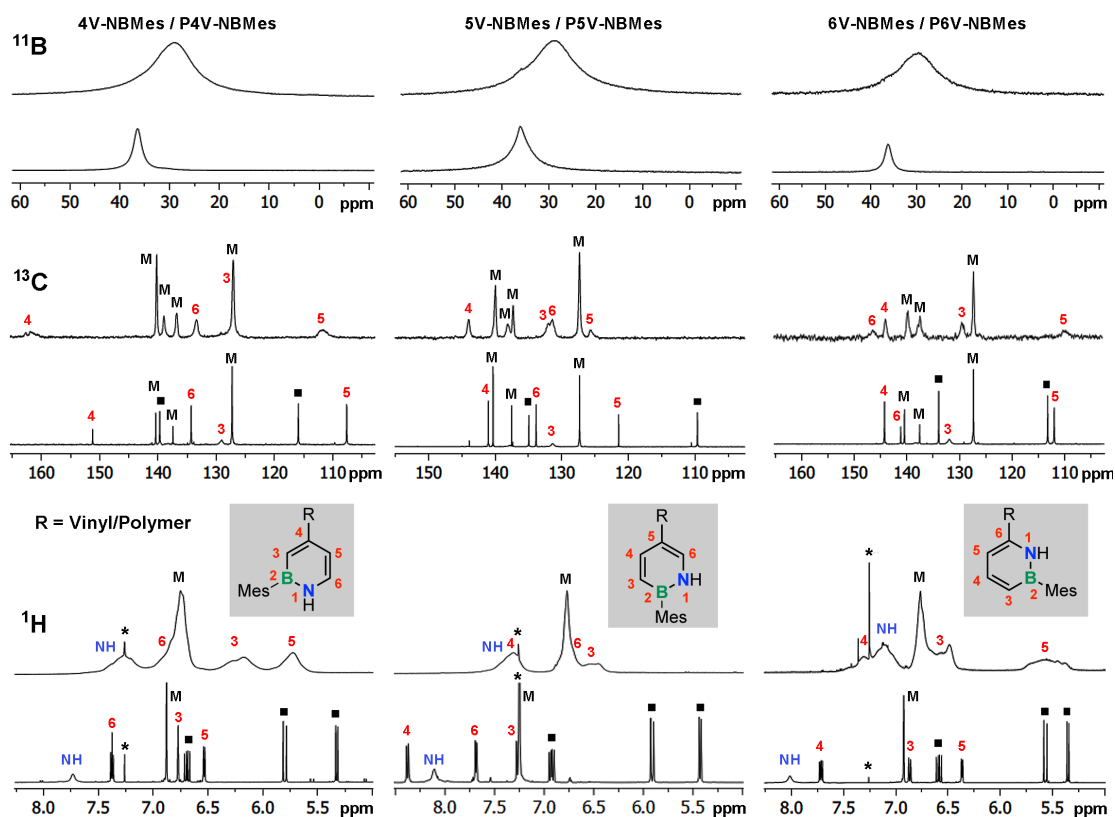 4V-NBMes / P4V-NBMes
5V-NBMes / P5V-NBMes
6V-NBMes / P6V-NBMes
¹¹B
60 50 40 30 20 10 0 ppm
60 50 40 30 20 10 0 ppm
60 50 40 30 20 10 0 ppm
¹³C
4 M M M 6 3 M 5
4 M M M 3 6 M 5
6 4 M M 3 M 5
4 M ■ M 6 3 M ■ 5
4 M M ■ 6 3 M 5 ■
4 6 M M ■ 3 M ■ 5
160 150 140 130 120 110 ppm
150 140 130 120 110 ppm
160 150 140 130 120 110 ppm
R = Vinyl/Polymer
R 4 3 5 2 B 6 Mes 1 N H
R 5 4 6 3 B NH 2 1 Mes
R 6 1 5 NH 4 B 2 Mes 3
¹H
NH * 6 M 3 5
NH 4 * M 6 3
4 * NH M 3 5
NH 6 * M 3 ■ 5 ■ ■
4 NH 6 3 * M ■ ■ ■
NH 4 * M 3 ■ 5 ■ ■
8.0 7.5 7.0 6.5 6.0 5.5 ppm
8.5 8.0 7.5 7.0 6.5 6.0 5.5 ppm
8.0 7.5 7.0 6.5 6.0 5.5 ppm